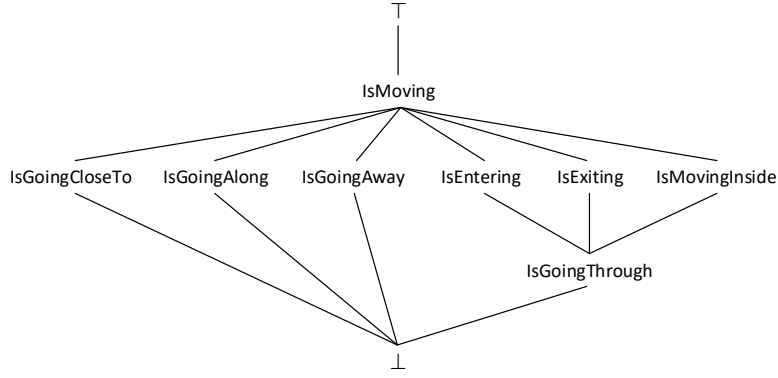 ⊤
IsMoving
IsGoingCloseTo IsGoingAlong IsGoingAway IsEntering IsExiting IsMovingInside
IsGoingThrough
⊥